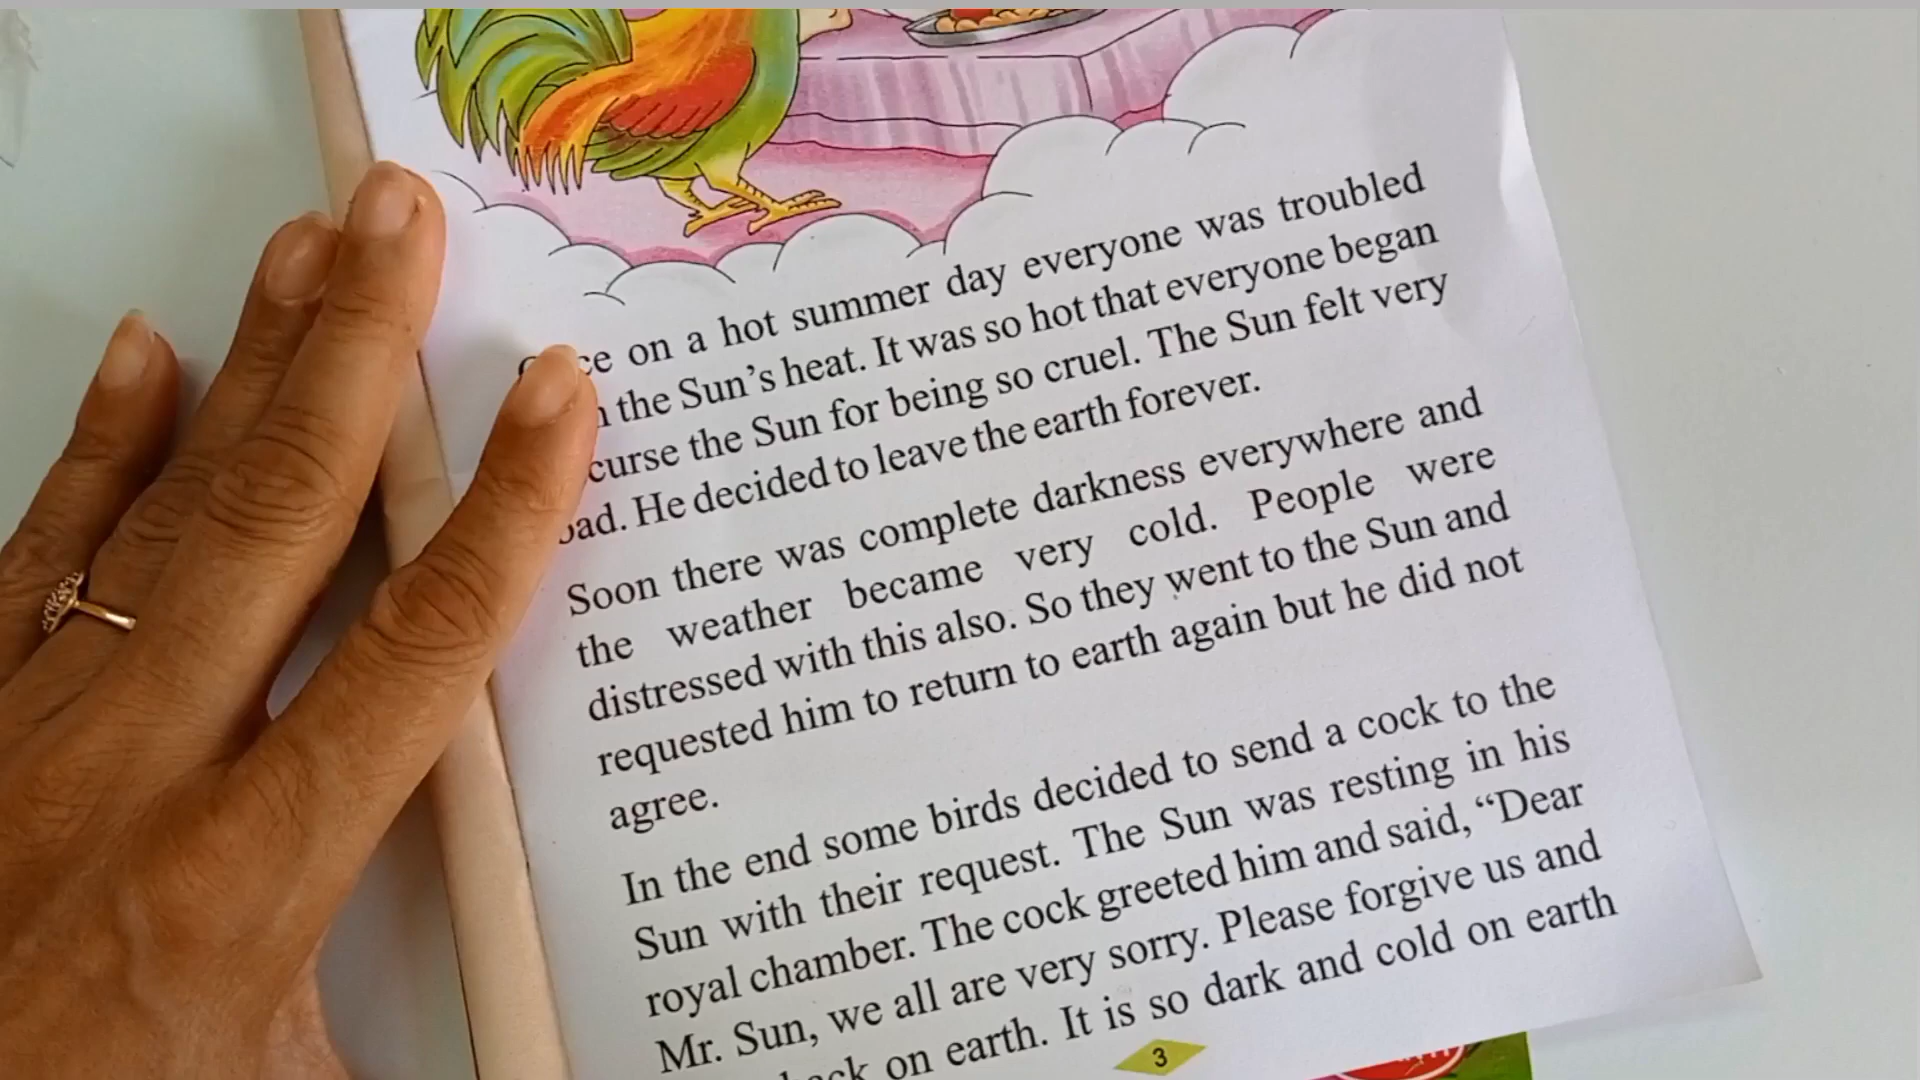 on a hot summer day everyone was troubled
the Sun's heat. It was so hot that everyone began
curse the Sun for being so cruel. The Sun felt very
bad. He decided to leave the earth forever.
Soon there was complete darkness everywhere and
the weather became very cold. People were
distressed with this also. So they went to the Sun and
requested him to return to earth again but he did not
agree.
In the end some birds decided to send a cock to the
Sun with their request. The Sun was resting in his
royal chamber. The cock greeted him and said, “Dear
Mr. Sun, we all are very sorry. Please forgive us and
on earth. It is so dark and cold on earth
3